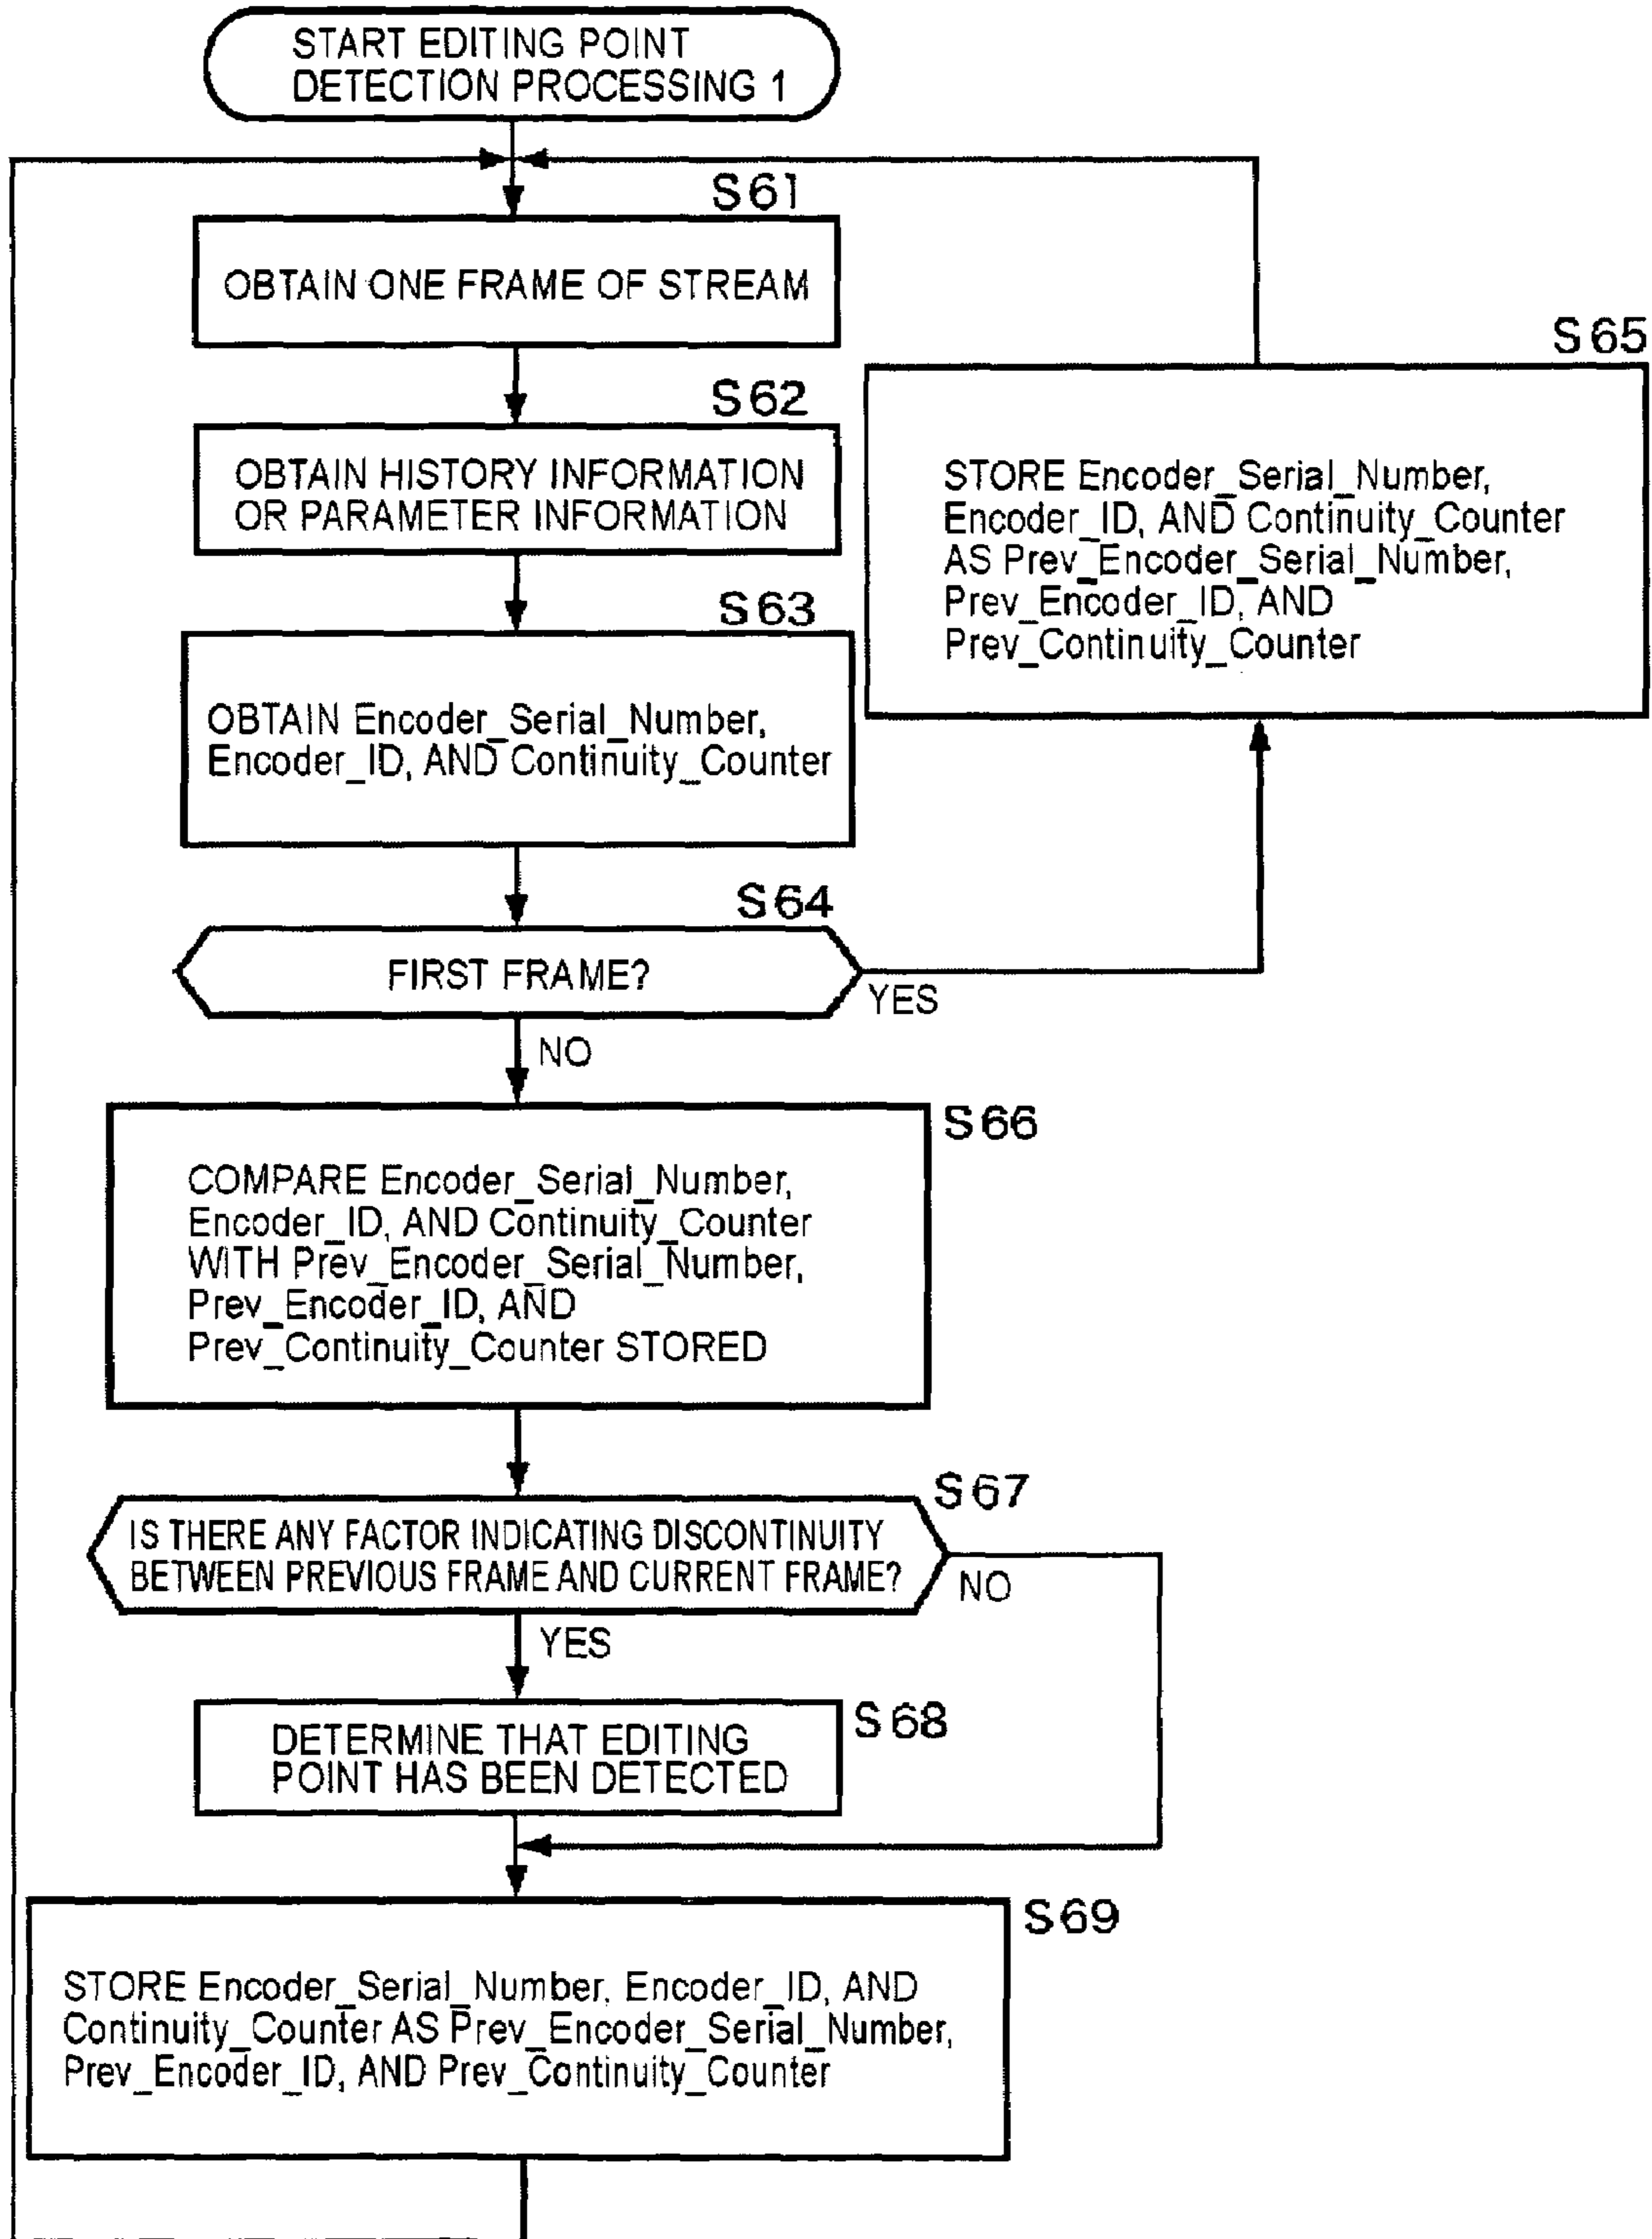 START EDITING POINT
DETECTION PROCESSING 1
S61
OBTAIN ONE FRAME OF STREAM
S62
OBTAIN HISTORY INFORMATION
OR PARAMETER INFORMATION
S63
OBTAIN Encoder_Serial_Number,
Encoder_ID, AND Continuity_Counter
S64
FIRST FRAME?
YES
NO
S65
STORE Encoder_Serial_Number,
Encoder_ID, AND Continuity_Counter
AS Prev_Encoder_Serial_Number,
Prev_Encoder_ID, AND
Prev_Continuity_Counter
S66
COMPARE Encoder_Serial_Number,
Encoder_ID, AND Continuity_Counter
WITH Prev_Encoder_Serial_Number,
Prev_Encoder_ID, AND
Prev_Continuity_Counter STORED
S67
IS THERE ANY FACTOR INDICATING DISCONTINUITY
BETWEEN PREVIOUS FRAME AND CURRENT FRAME?
NO
YES
S68
DETERMINE THAT EDITING
POINT HAS BEEN DETECTED
S69
STORE Encoder_Serial_Number, Encoder_ID, AND
Continuity_Counter AS Prev_Encoder_Serial_Number,
Prev_Encoder_ID, AND Prev_Continuity_Counter